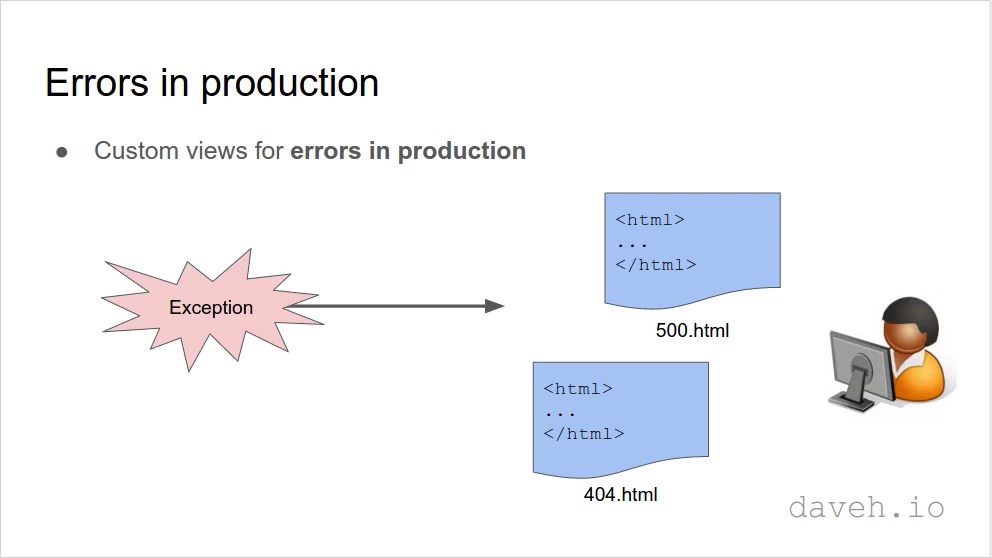 Errors in production
● Custom views for errors in production
Exception
<html>
...
</html>
500.html
<html>
...
</html>
404.html
daveh.io